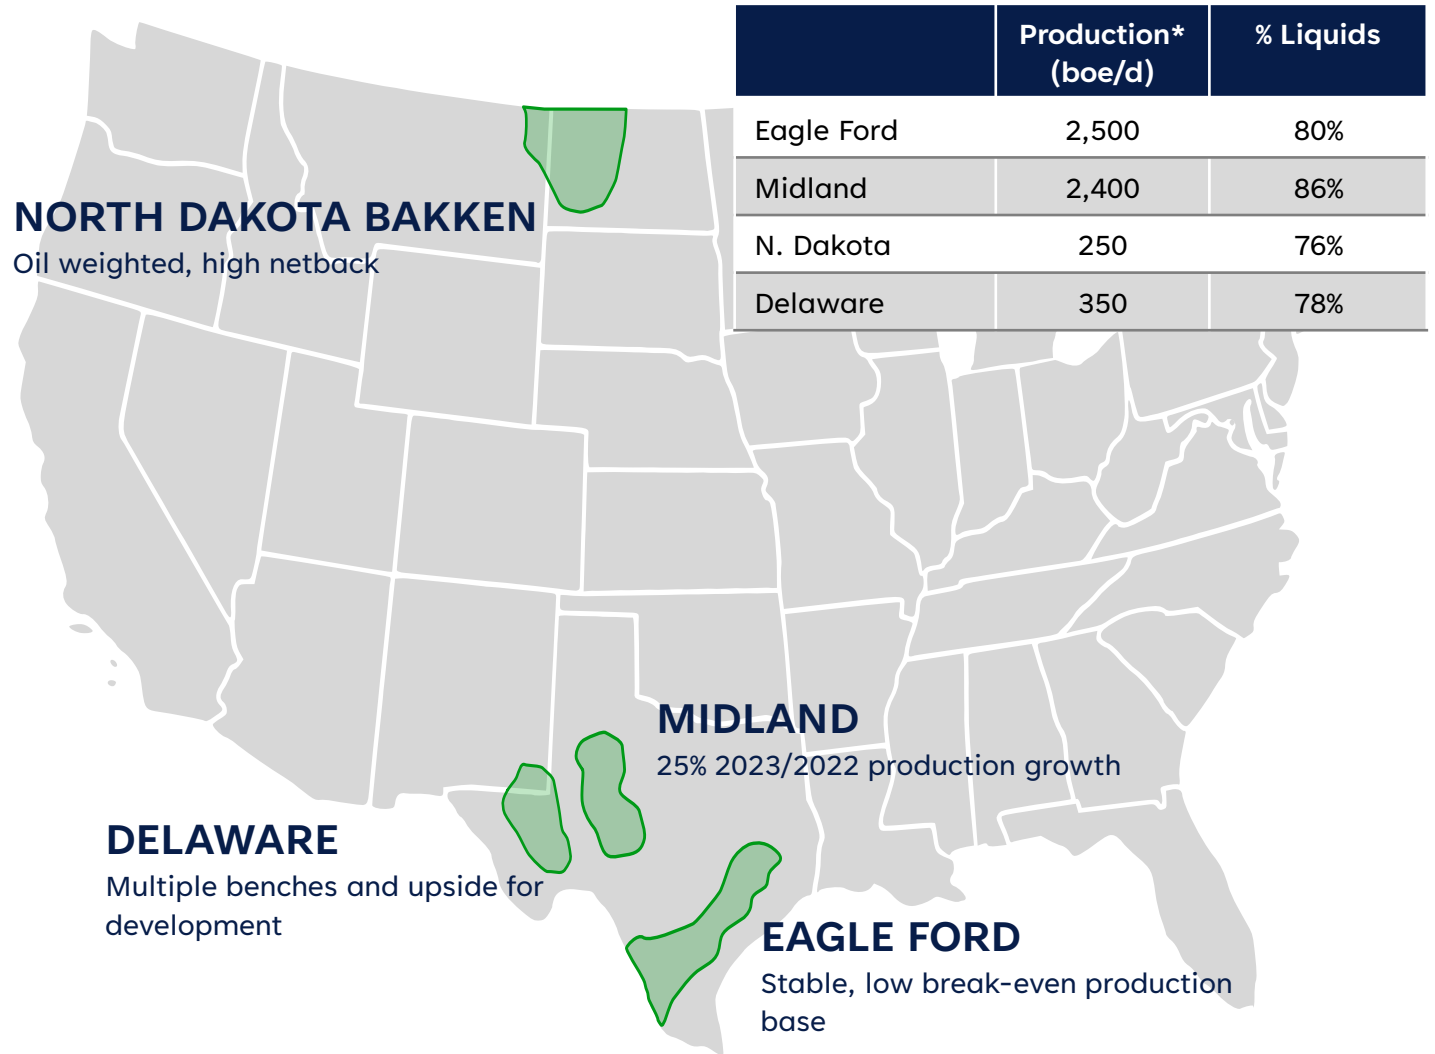 Production* % Liquids
(boe/d)
Eagle Ford 2,500 80%
Midland 2,400 86%
N. Dakota 250 76%
Delaware 350 78%
NORTH DAKOTA BAKKEN
Oil weighted, high netback
MIDLAND
25% 2023/2022 production growth
DELAWARE
Multiple benches and upside for
development
EAGLE FORD
Stable, low break-even production
base